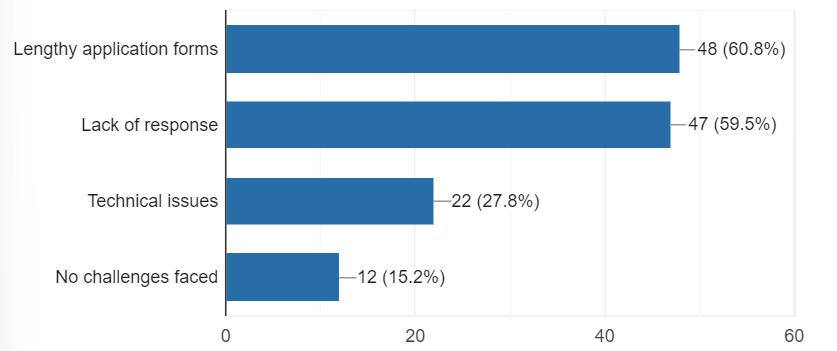 Lengthy application forms 48 (60.8%)
Lack of response 47 (59.5%)
Technical issues 22 (27.8%)
No challenges faced 12 (15.2%)
0 20 40 60